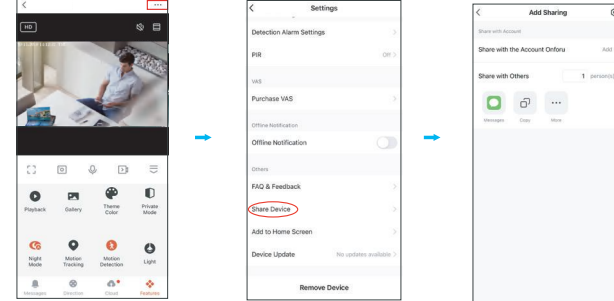 HD
Playback Gallery Theme Color Private Mode
Night Mode Motion Tracking Motion Detection Light
Messages Direction Cloud Features
Settings
Detection Alarm Settings
PIR Off
VAS
Purchase VAS
Offline Notification
Offline Notification
Others
FAQ & Feedback
Share Device
Add to Home Screen
Device Update No updates available
Remove Device
Add Sharing
Share with Account
Share with the Account Onforu Add
Share with Others 1 person(s)
Messages Copy More